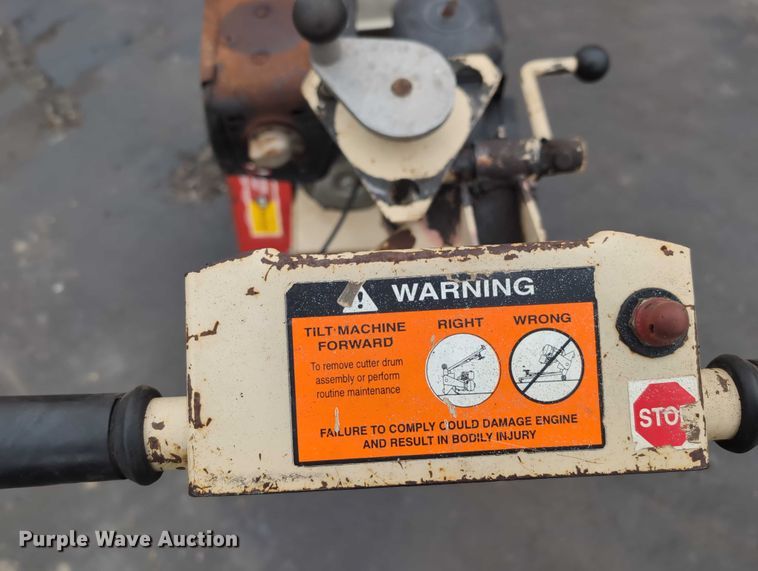 WARNING
TILT MACHINE
FORWARD
To remove cutter drum
assembly or perform
routine maintenance
RIGHT
WRONG
FAILURE TO COMPLY COULD DAMAGE ENGINE
AND RESULT IN BODILY INJURY
STO
Purple Wave Auction